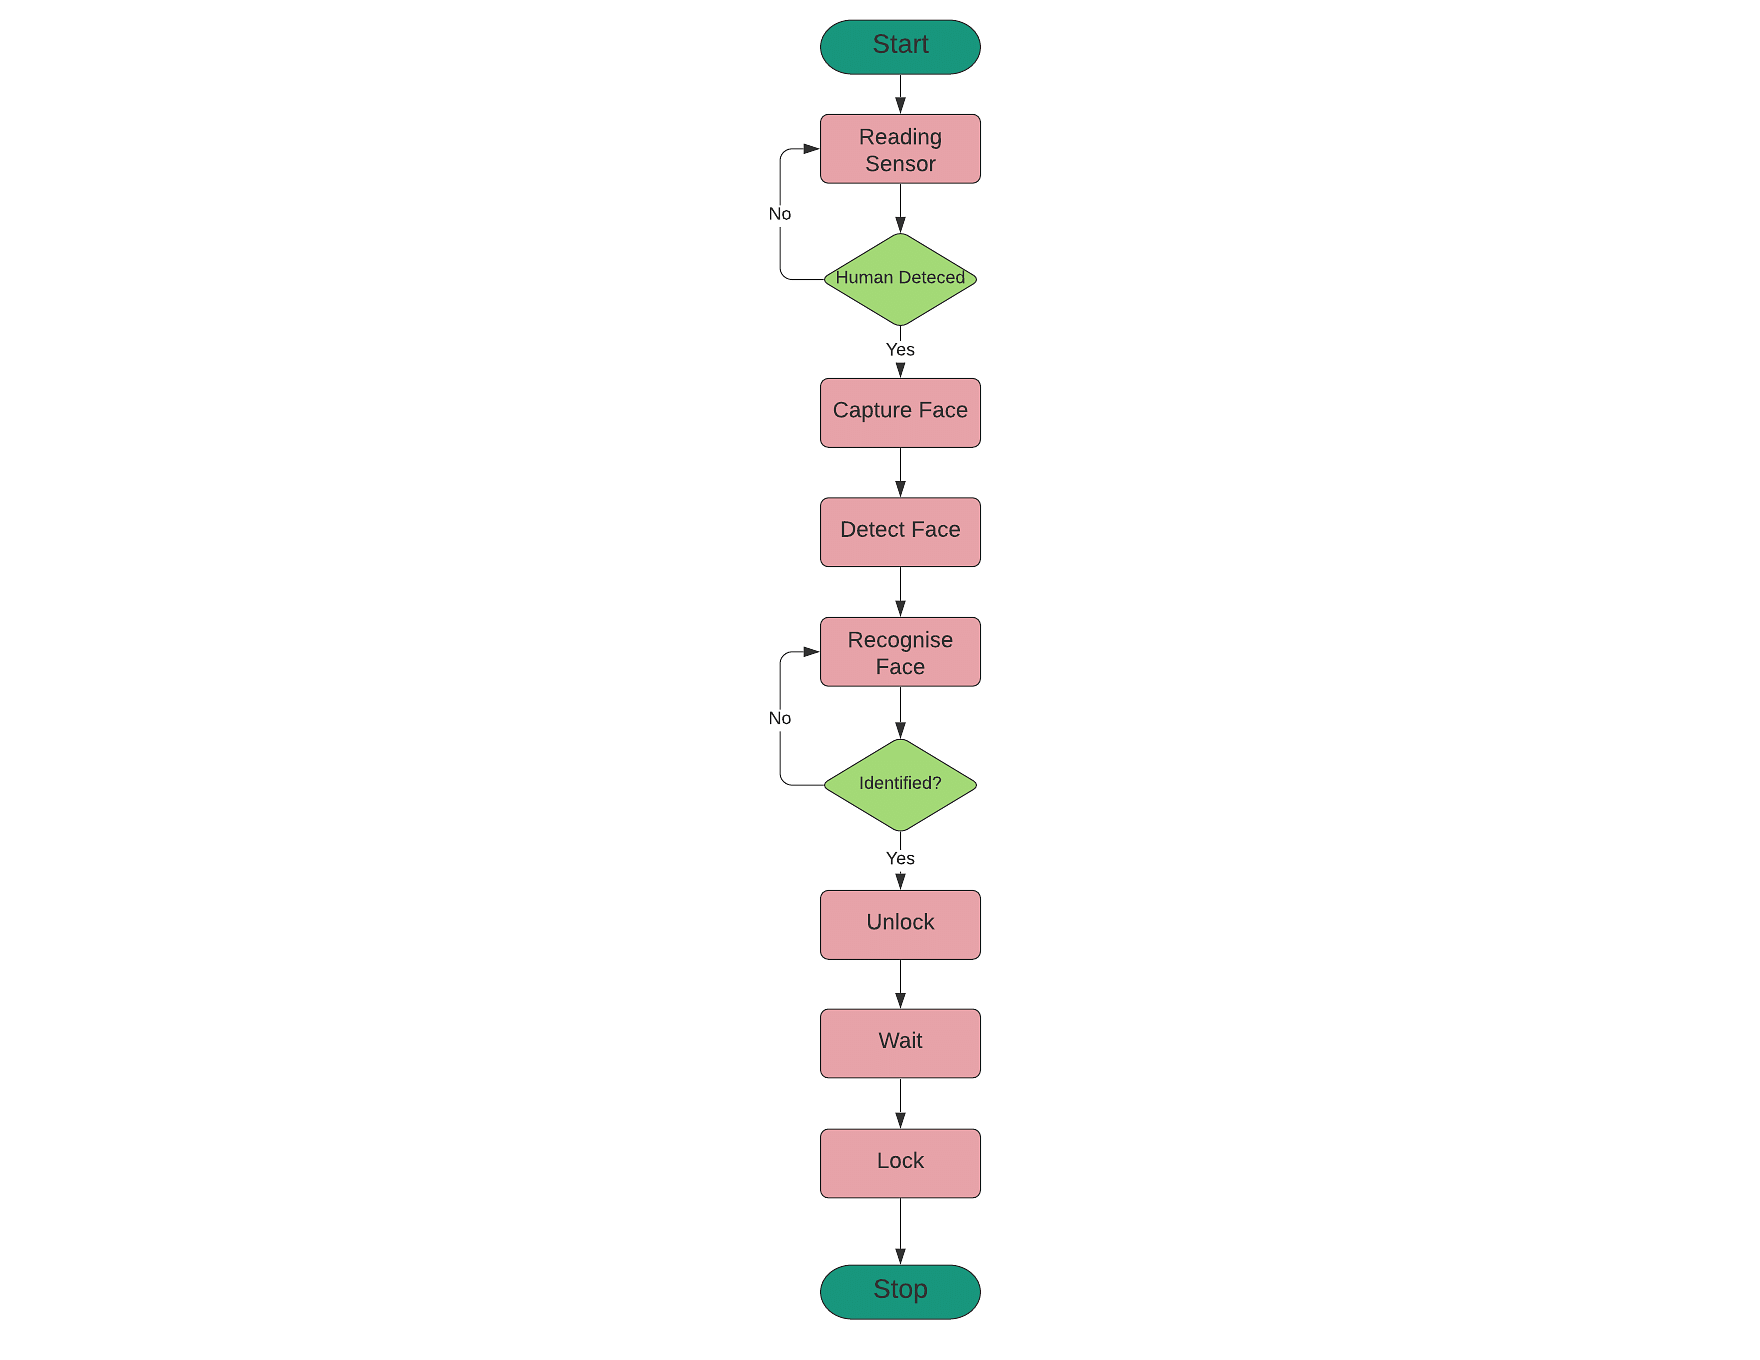 Start
Reading
Sensor
No
Human Deteced
Yes
Capture Face
Detect Face
Recognise
Face
No
Identified?
Yes
Unlock
Wait
Lock
Stop